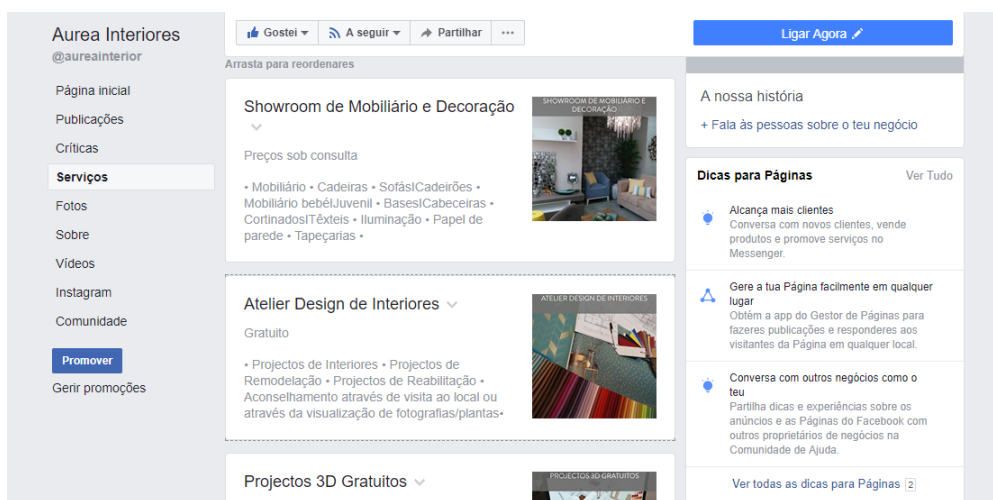 Aurea Interiores
@aureainterior
Página inicial
Publicações
Críticas
Serviços
Fotos
Sobre
Vídeos
Instagram
Comunidade
Promover
Gerir promoções
Gostei
A seguir
Partilhar
Ligar Agora
Arrasta para reordenares
Showroom de Mobiliário e Decoração
Preços sob consulta
• Mobiliário • Cadeiras • SofásICadeirões •
Mobiliário bebéIJuvenil • BasesICabeceiras •
CortinadosITêxteis • Iluminação • Papel de
parede • Tapeçarias •
SHOWROOM DE MOBILIÁRIO E
DECORAÇÃO
Atelier Design de Interiores
Gratuito
• Projectos de Interiores • Projectos de
Remodelação • Projectos de Reabilitação •
Aconselhamento através de visita ao local ou
através da visualização de fotografias/plantas•
ATELIER DESIGN DE INTERIORES
Projectos 3D Gratuitos
PROJECTOS 3D GRATUITOS
A nossa história
+ Fala às pessoas sobre o teu negócio
Dicas para Páginas
Ver Tudo
Alcança mais clientes
Conversa com novos clientes, vende
produtos e promove serviços no
Messenger.
Gere a tua Página facilmente em qualquer
lugar
Obtém a app do Gestor de Páginas para
fazeres publicações e responderes aos
visitantes da Página em qualquer local.
Conversa com outros negócios como o
teu
Partilha dicas e experiências sobre os
anúncios e as Páginas do Facebook com
outros proprietários de negócios na
Comunidade de Ajuda.
Ver todas as dicas para Páginas 2